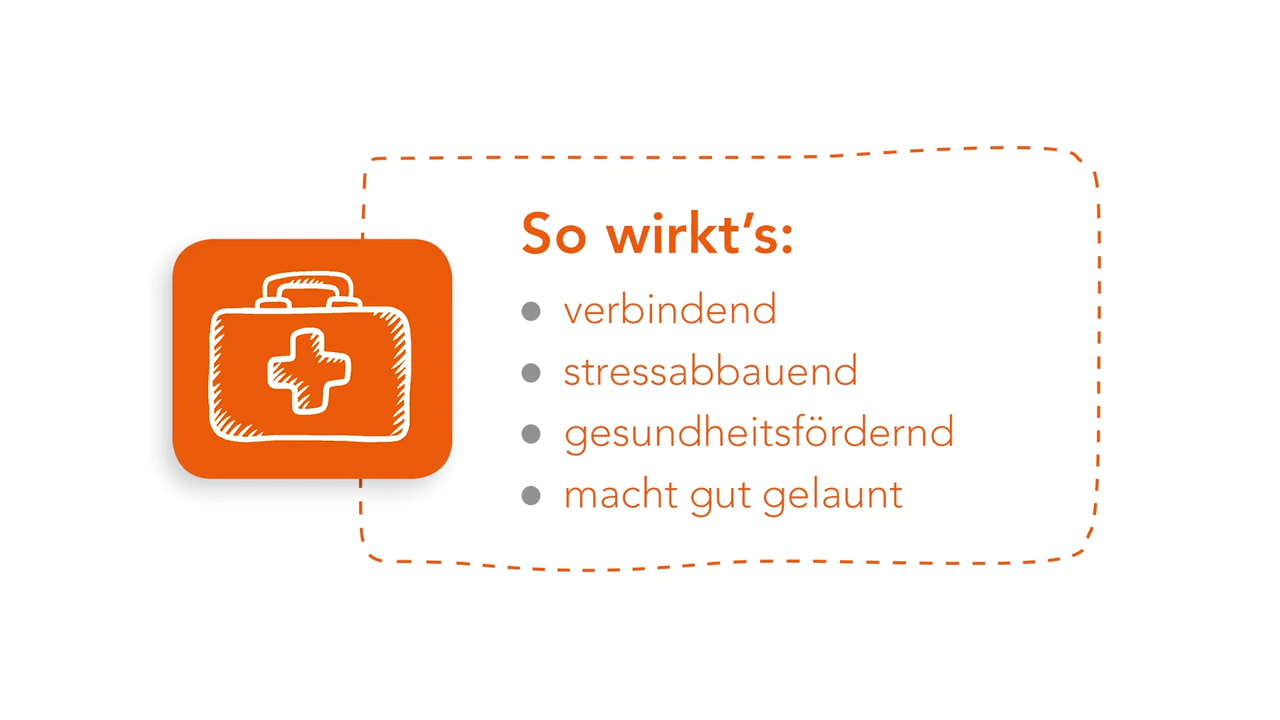 So wirkt’s:
verbindend
stressabbauend
gesundheitsfördernd
macht gut gelaunt